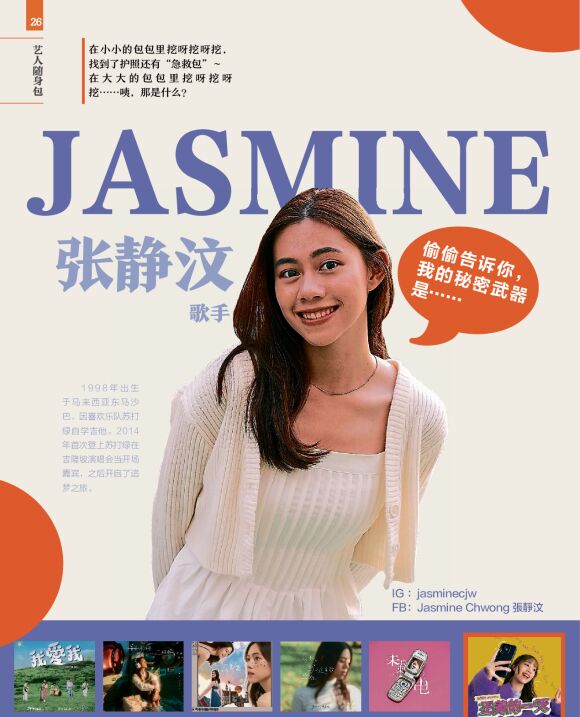 26
艺人随身包
在小小的包包里挖呀挖呀挖，
找到了护照还有“急救包”~
在大大的包包里挖呀挖呀
挖……咦，那是什么？
JASMINE
张静汶
歌手
偷偷告诉你，
我的秘密武器
是……
1998年出生
于马来西亚东马沙
巴，因喜欢乐队苏打
绿自学吉他。2014
年首次登上苏打绿在
吉隆坡演唱会当开场
嘉宾，之后开启了追
梦之旅。
IG： jasminecjw
FB：Jasmine Chwong 張靜汶
我愛我
未
电